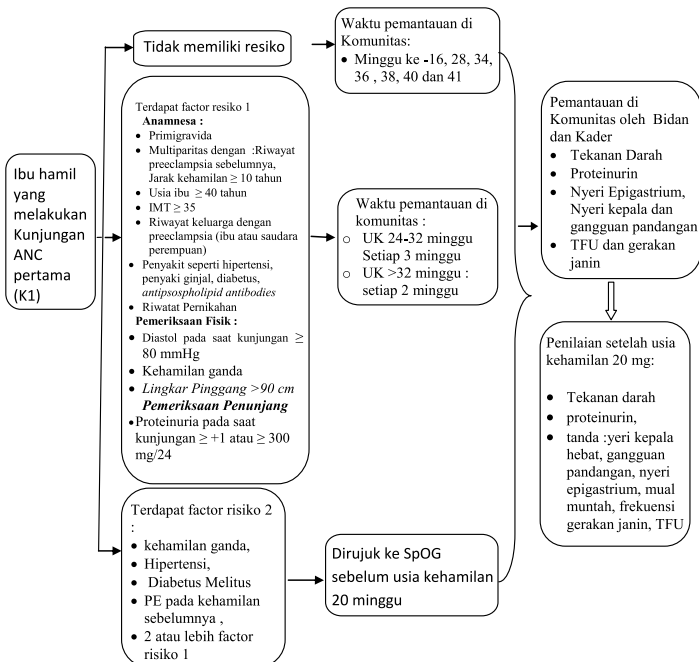 Ibu hamil
yang
melakukan
Kunjungan
ANC
pertama
(K1)
Tidak memiliki resiko
Waktu pemantauan di
Komunitas:
• Minggu ke -16, 28, 34,
36 , 38, 40 dan 41
Terdapat factor resiko 1
Anamnesa :
• Primigravida
• Multiparitas dengan :Riwayat
preeclampsia sebelumnya,
Jarak kehamilan ≥ 10 tahun
• Usia ibu ≥ 40 tahun
• IMT ≥ 35
• Riwayat keluarga dengan
preeclampsia (ibu atau saudara
perempuan)
• Penyakit seperti hipertensi,
penyaki ginjal, diabetus,
antipsospholipid antibodies
• Riwatat Pernikahan
Pemeriksaan Fisik :
• Diastol pada saat kunjungan ≥
80 mmHg
• Kehamilan ganda
• Lingkar Pinggang >90 cm
Pemeriksaan Penunjang
• Proteinuria pada saat
kunjungan ≥ +1 atau ≥ 300
mg/24
Waktu pemantauan di
komunitas :
o UK 24-32 minggu
Setiap 3 minggu
o UK >32 minggu :
setiap 2 minggu
Terdapat factor risiko 2
:
• kehamilan ganda,
• Hipertensi,
• Diabetus Melitus
• PE pada kehamilan
sebelumnya ,
• 2 atau lebih factor
risiko 1
Dirujuk ke SpOG
sebelum usia kehamilan
20 minggu
Pemantauan di
Komunitas oleh Bidan
dan Kader
• Tekanan Darah
• Proteinurin
• Nyeri Epigastrium,
Nyeri kepala dan
gangguan pandangan
• TFU dan gerakan
janin
Penilaian setelah usia
kehamilan 20 mg:
• Tekanan darah
• proteinurin,
• tanda :yeri kepala
hebat, gangguan
pandangan, nyeri
epigastrium, mual
muntah, frekuensi
gerakan janin, TFU